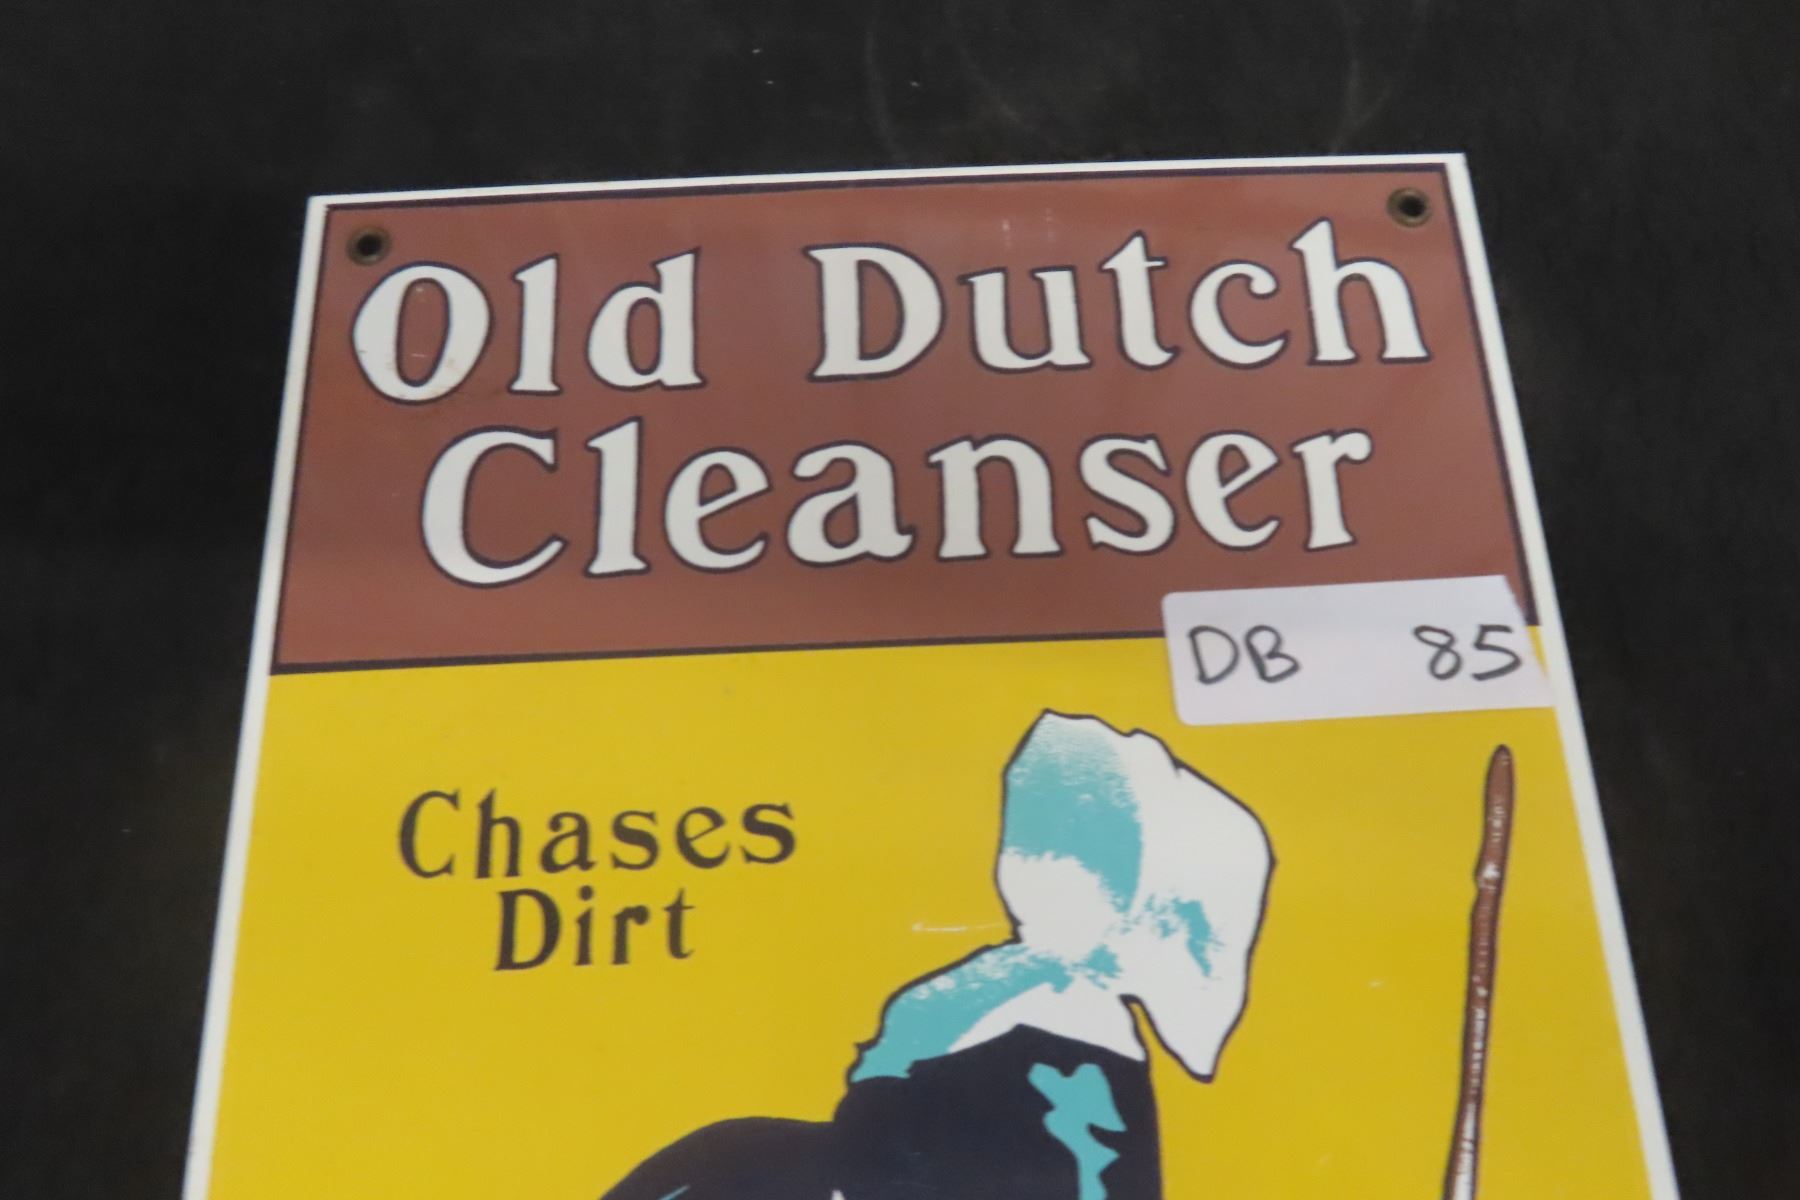 Old Dutch
Cleanser
DB 85
Chases
Dirt